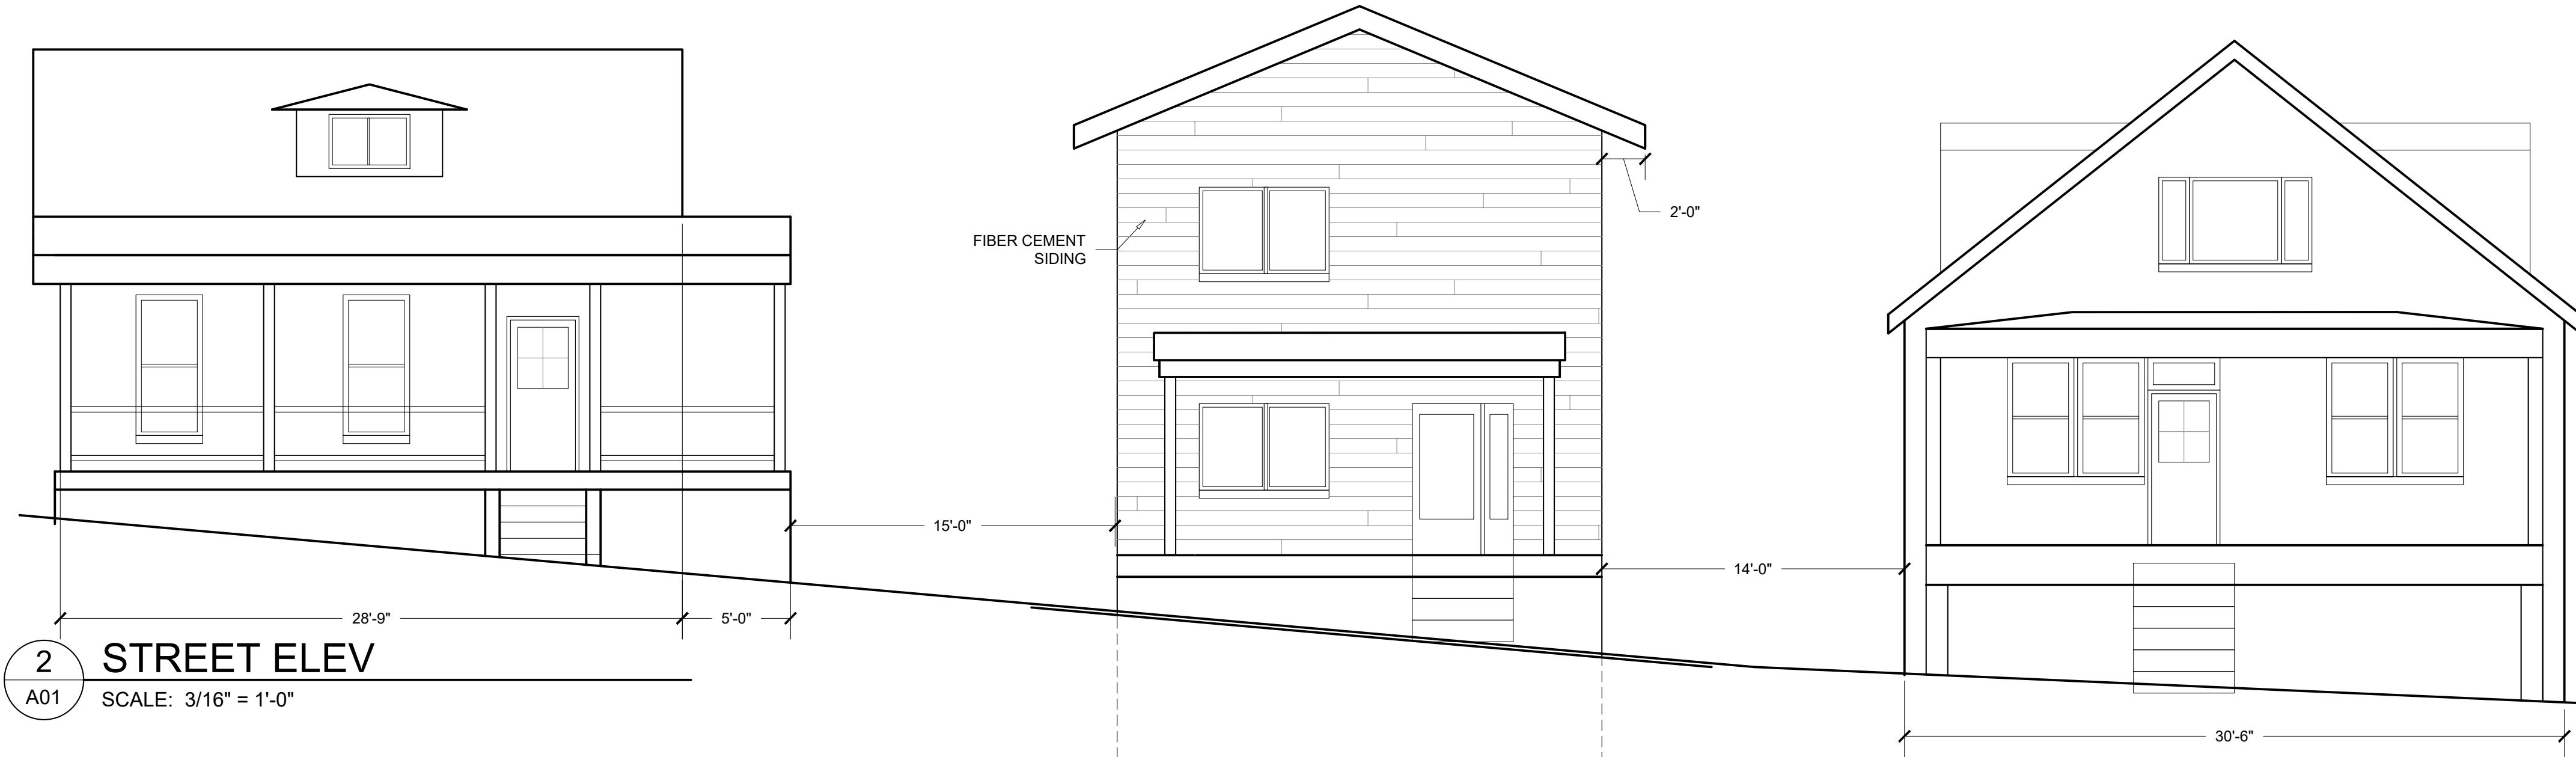 2'-0"
FIBER CEMENT
SIDING
15'-0"
14'-0"
28'-9"
5'-0"
30'-6"
2
A01
STREET ELEV
SCALE: 3/16" = 1'-0"